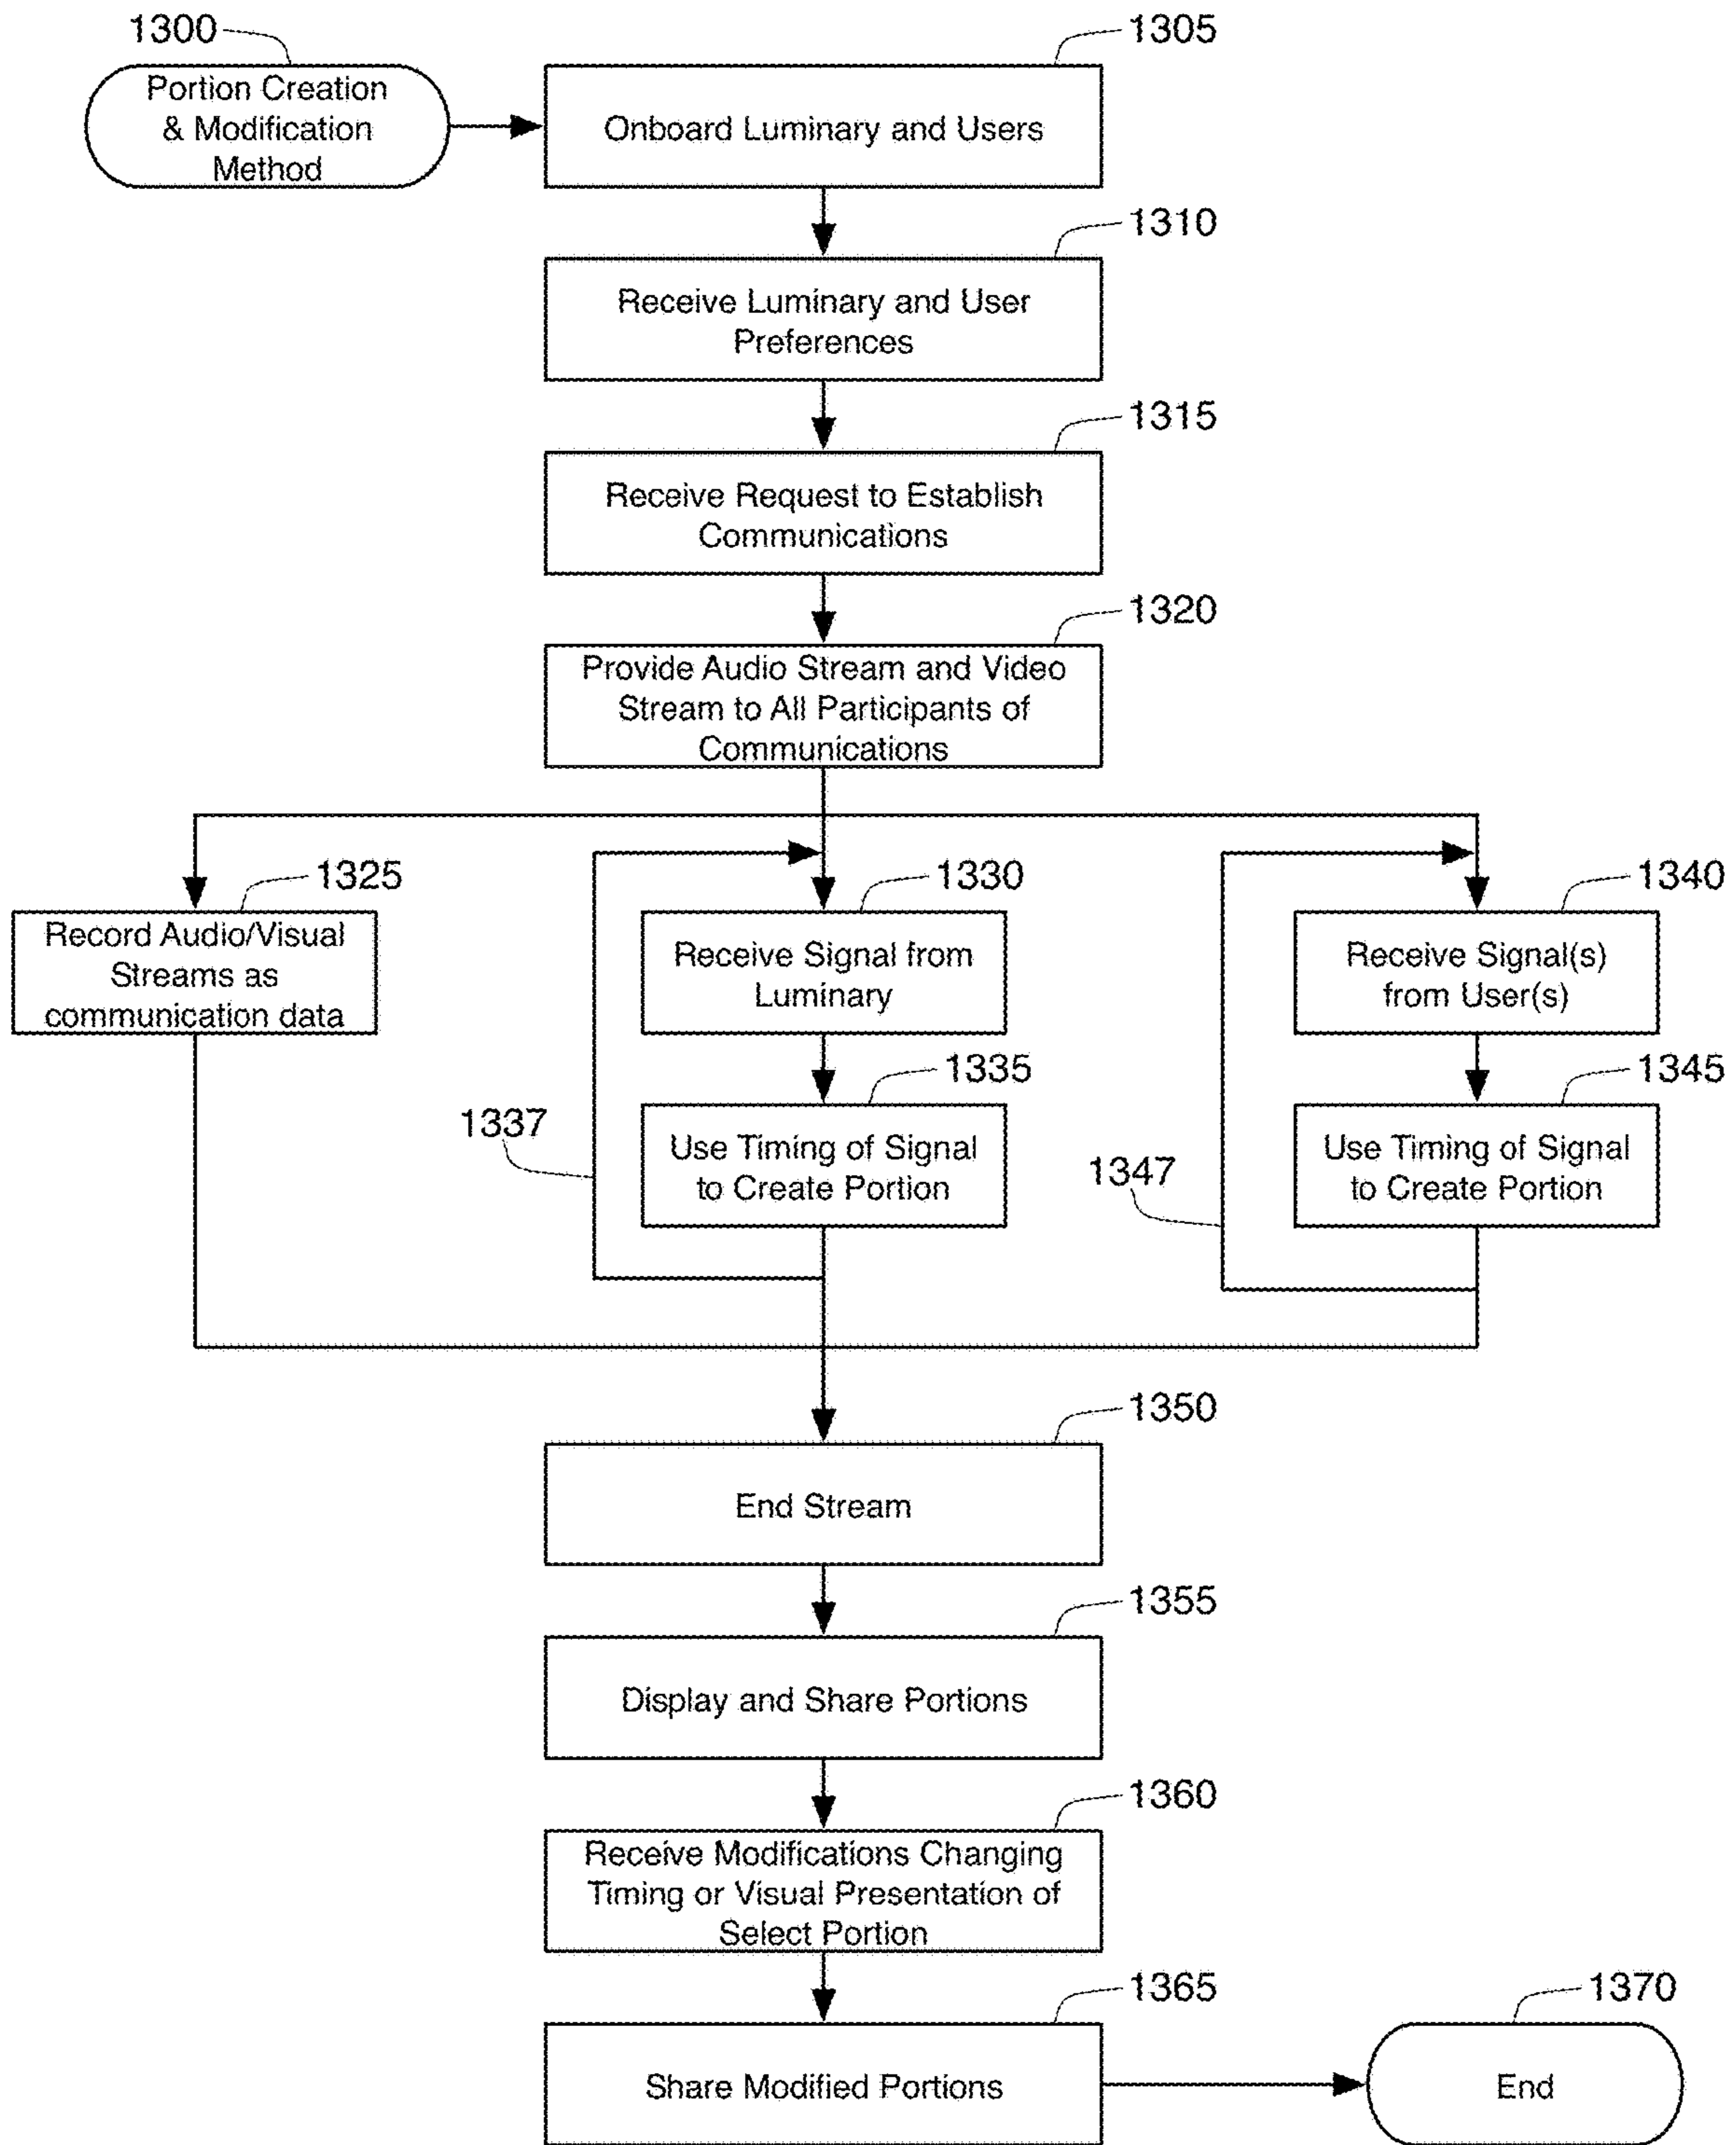 1300
Portion Creation
& Modification
Method
1305
Onboard Luminary and Users
1310
Receive Luminary and User
Preferences
1315
Receive Request to Establish
Communications
1320
Provide Audio Stream and Video
Stream to All Participants of
Communications
1325
Record Audio/Visual
Streams as
communication data
1330
Receive Signal from
Luminary
1335
Use Timing of Signal
to Create Portion
1337
1340
Receive Signal(s)
from User(s)
1345
Use Timing of Signal
to Create Portion
1347
1350
End Stream
1355
Display and Share Portions
1360
Receive Modifications Changing
Timing or Visual Presentation of
Select Portion
1365
Share Modified Portions
1370
End